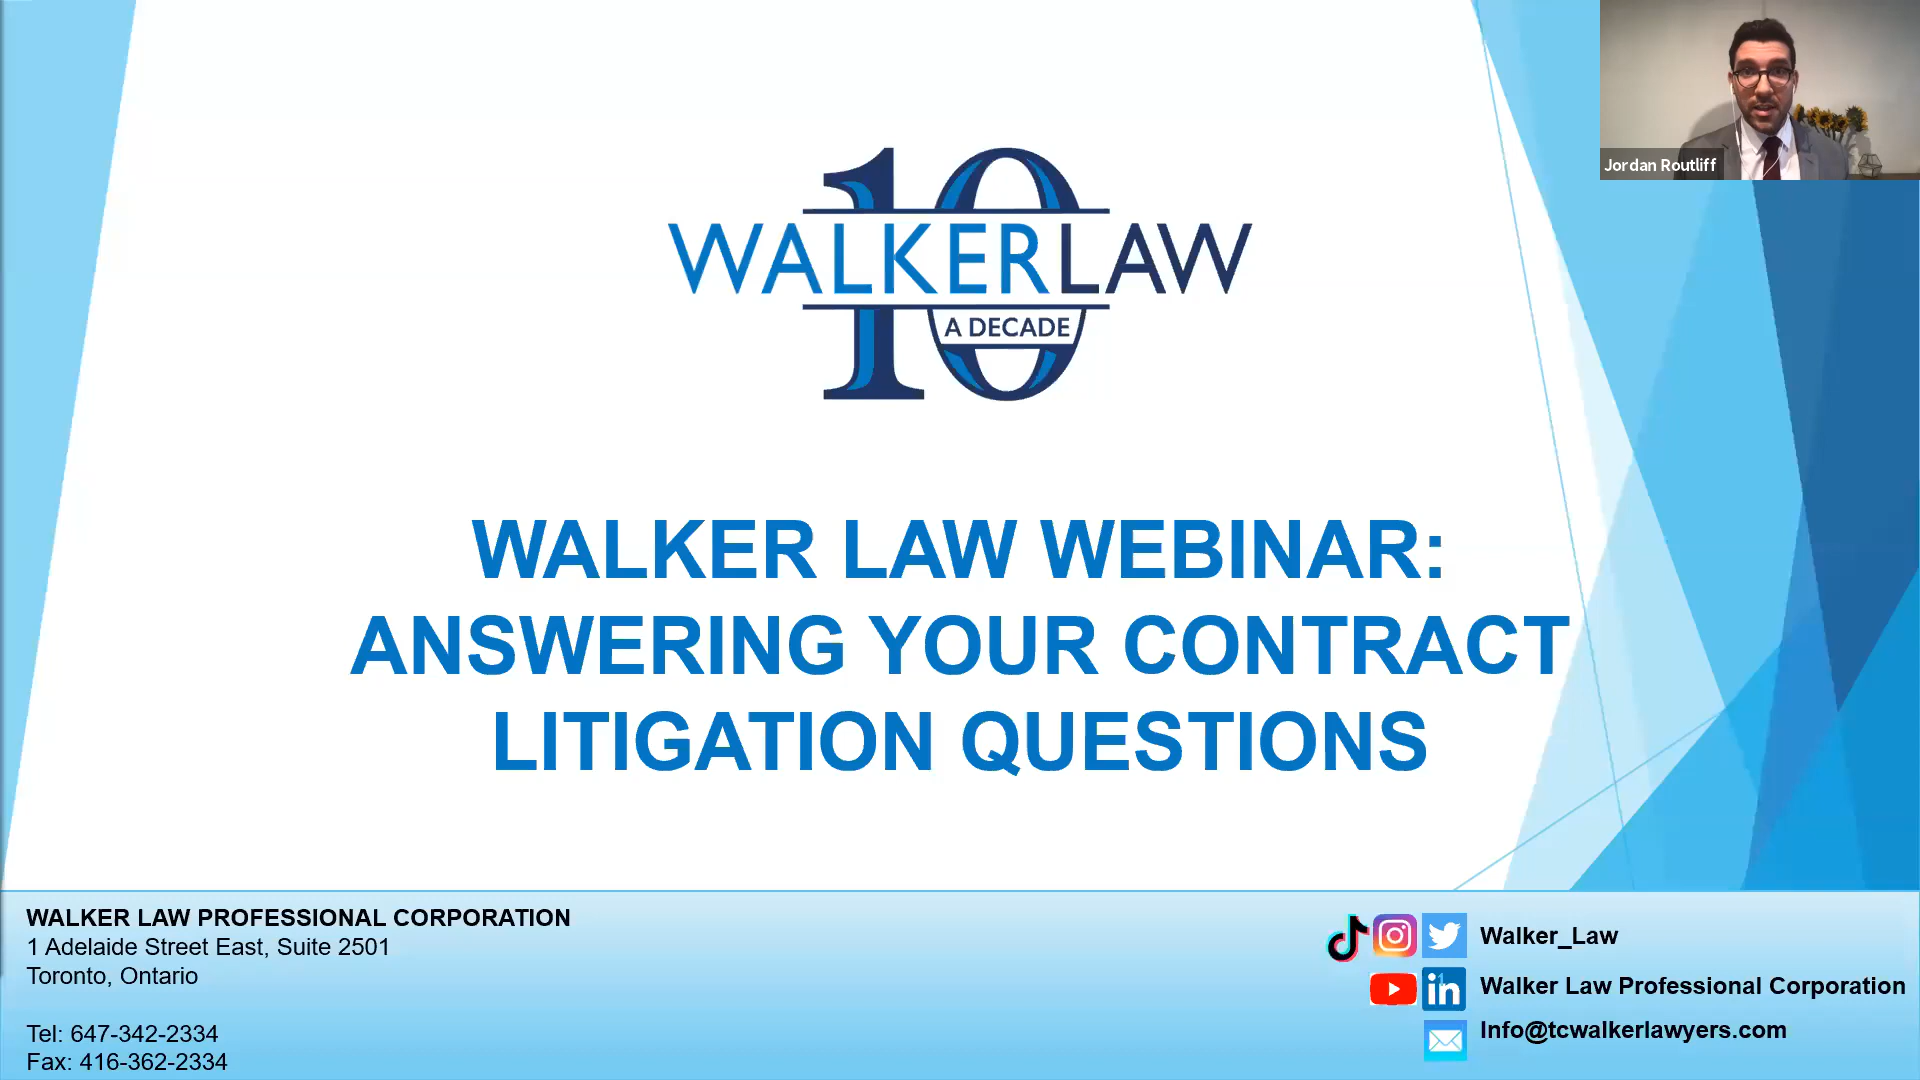 10
WALKERLAW
A DECADE
Jordan Routliff
WALKER LAW WEBINAR:
ANSWERING YOUR CONTRACT
LITIGATION QUESTIONS
WALKER LAW PROFESSIONAL CORPORATION
1 Adelaide Street East, Suite 2501
Toronto, Ontario
Tel: 647-342-2334
Fax: 416-362-2334
Walker_Law
in
Walker Law Professional Corporation
Info@tcwalkerlawyers.com